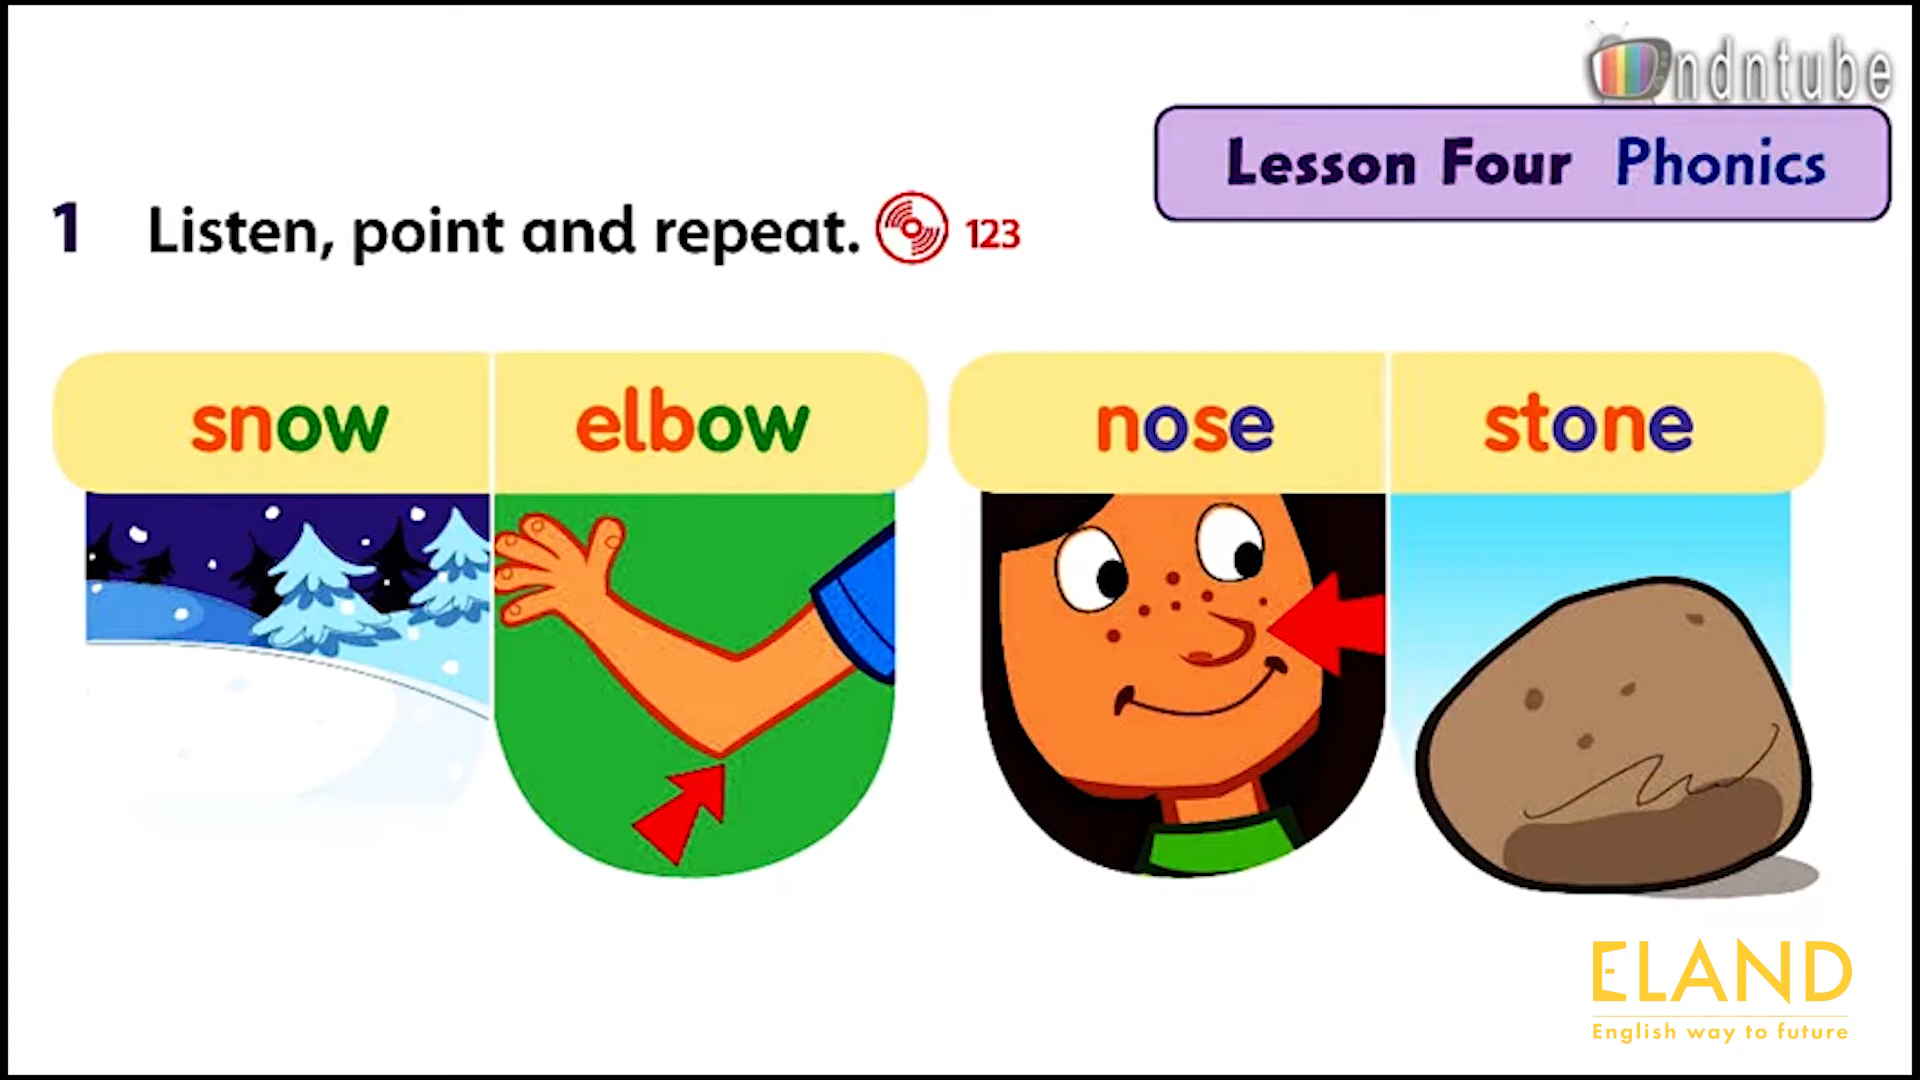 ndntube
Lesson Four Phonics
1 Listen, point and repeat. 123
snow
elbow
nose
stone
ELAND
English way to future